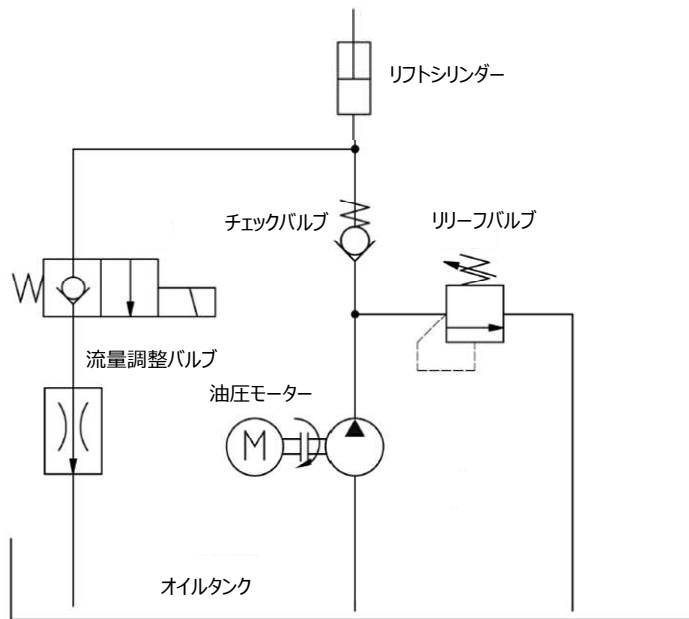 リフトシリンダー
チェックバルブ
リリーフバルブ
流量調整バルブ
油圧モーター
M
オイルタンク